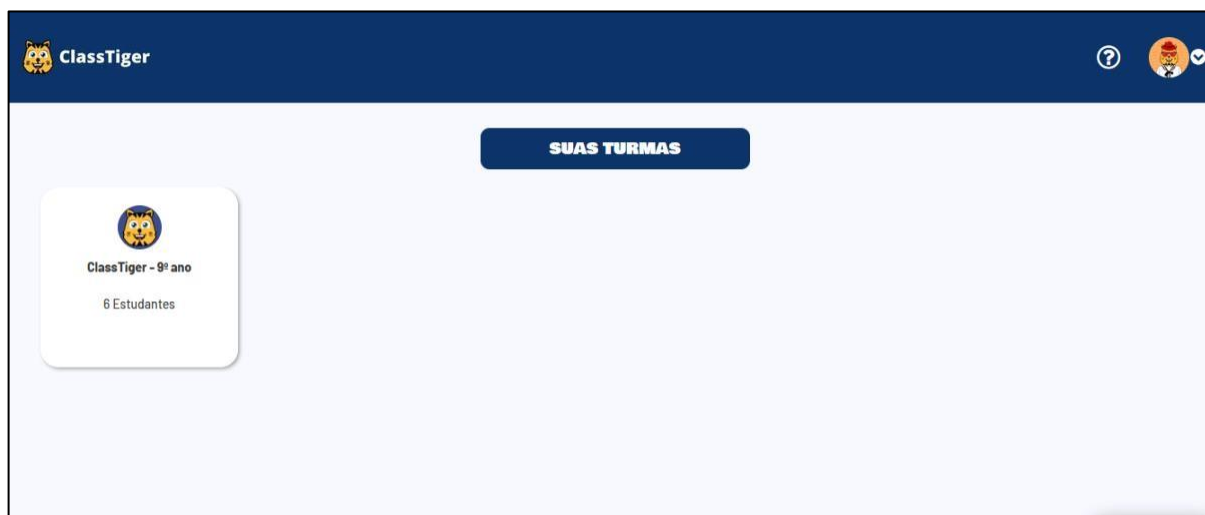 ClassTiger
SUAS TURMAS
ClassTiger - 9º ano
6 Estudantes